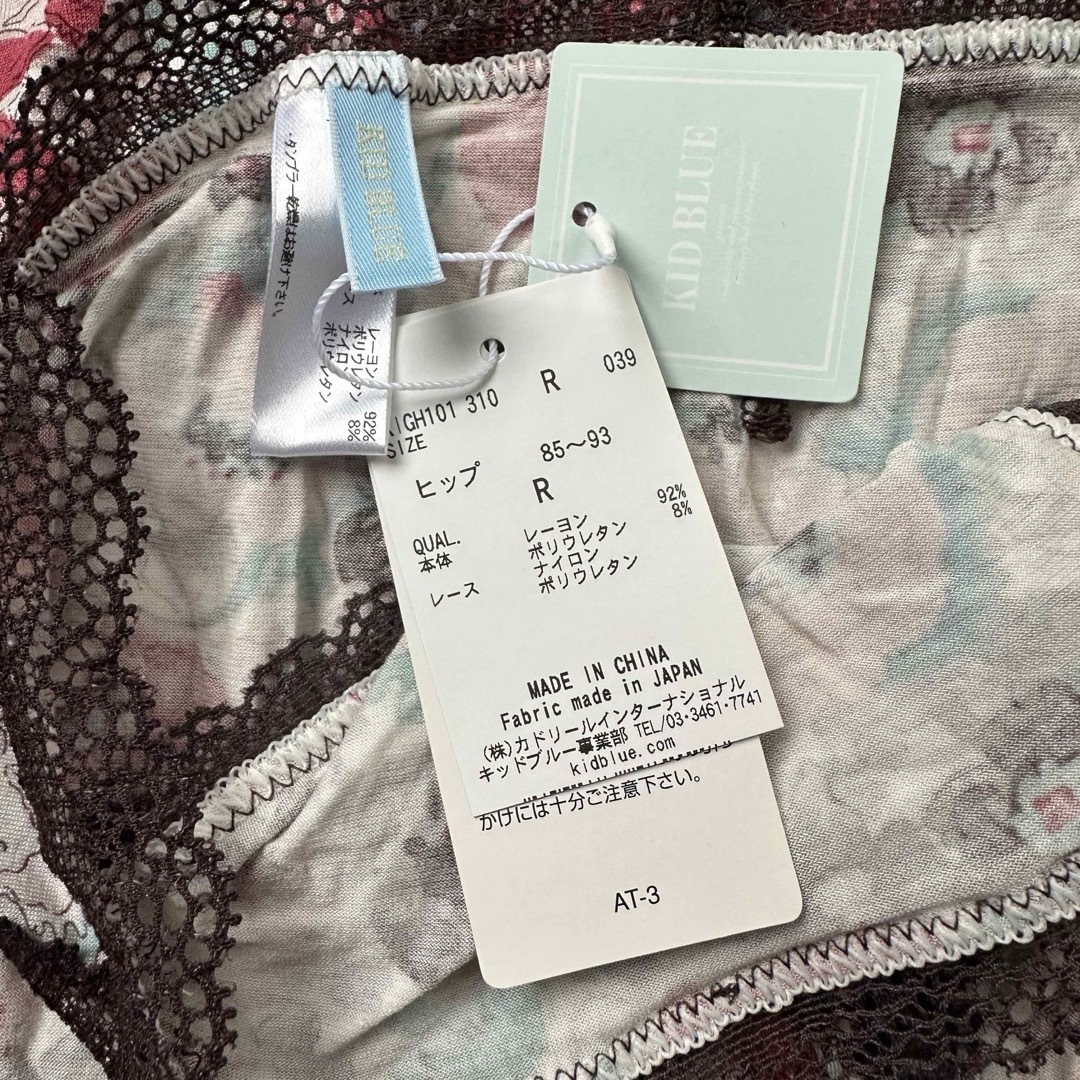 KID BLUE
・タンブラー乾燥はお避け下さい。
ス
レーヨン 92%
ポリウレタン 8%
ナイロン
ポリウレタン
KID BLUE
R 039
IGH101 310
SIZE
ヒップ 85〜93
R
QUAL.
本体 レーヨン 92%
ポリウレタン 8%
レース ナイロン
ポリウレタン
MADE IN CHINA
Fabric made in JAPAN
(株)カドリールインターナショナル
キッドブルー事業部 TEL/03・3461・7741
kidblue.com
かけには十分ご注意下さい。
AT-3